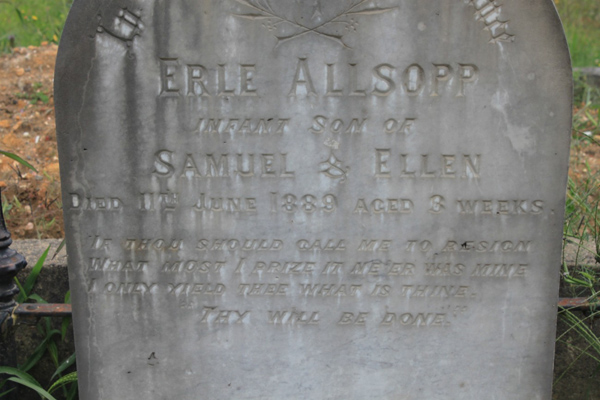 ERLE ALLSOPP
INFANT SON OF
SAMUEL & ELLEN
DIED 11TH JUNE 1889 AGED 8 WEEKS.
"IF THOU SHOULD CALL ME TO RESIGN
WHAT MOST I PRIZE IT NE'ER WAS MINE
I ONLY YIELD THEE WHAT IS THINE.
"THY WILL BE DONE."